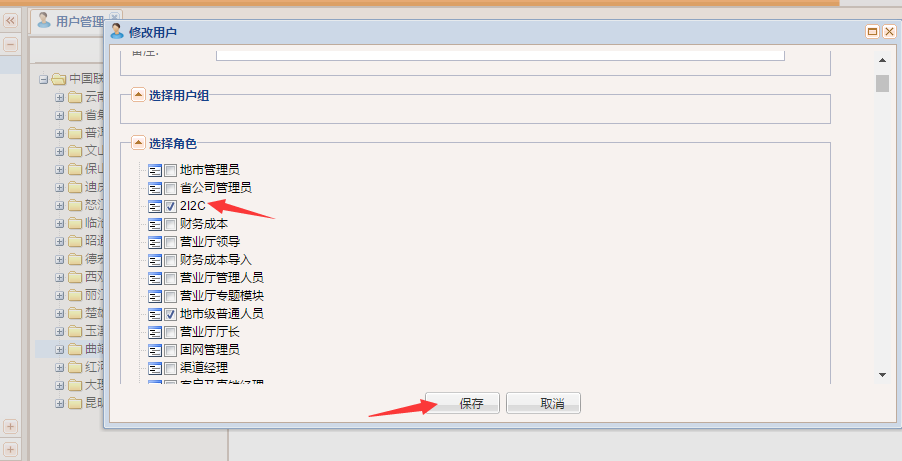 用户管理
修改用户
备注:
选择用户组
选择角色
中国联
云南
省集
普洱
文山
保山
迪庆
怒江
临沧
昭通
德宏
西双
丽江
楚雄
玉溪
曲靖
红河
大理
昆明
地市管理员
省公司管理员
2I2C
财务成本
营业厅领导
财务成本导入
营业厅管理人员
营业厅专题模块
地市级普通人员
营业厅厅长
固网管理员
渠道经理
保存
取消